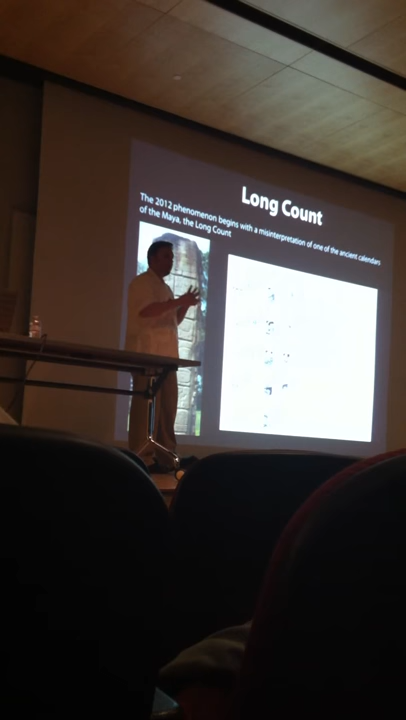 Long Count
The 2012 phenomenon begins with a misinterpretation of one of the ancient calendars
of the Maya, the Long Count